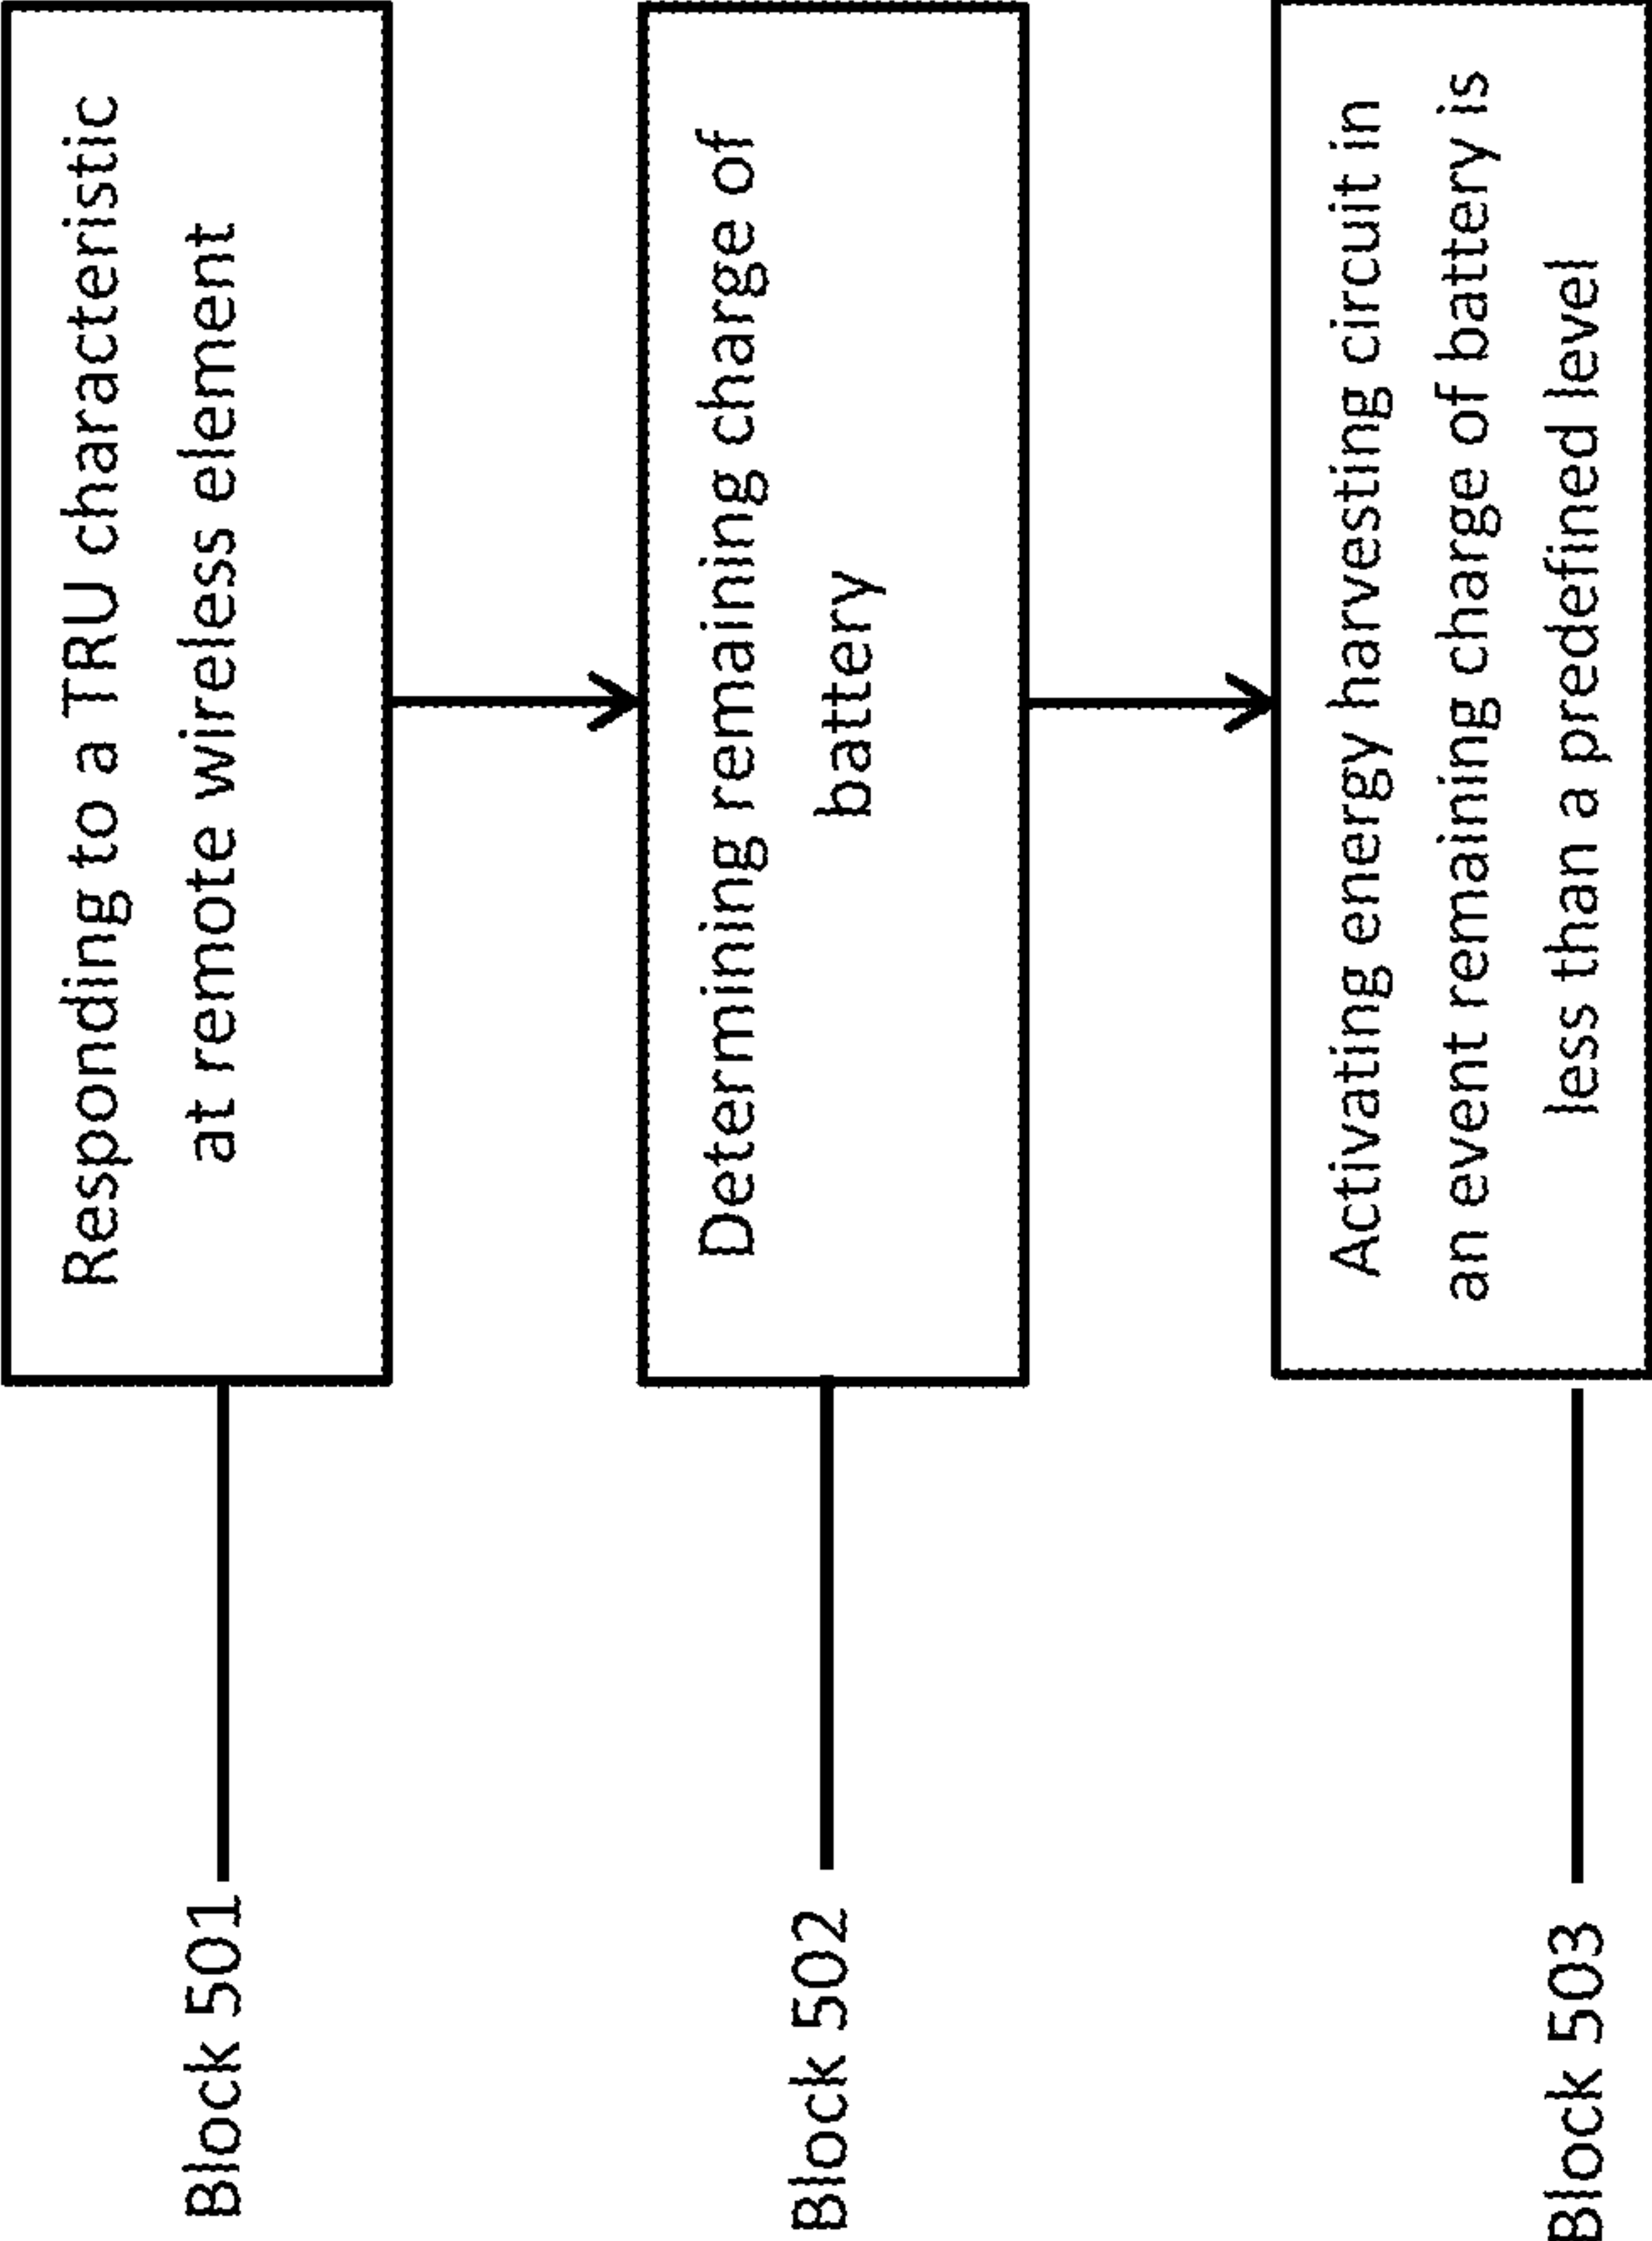 Block 501
Responding to a TRU characteristic
at remote wireless element
Block 502
Determining remaining charge of
battery
Block 503
Activating energy harvesting circuit in
an event remaining charge of battery is
less than a predefined level